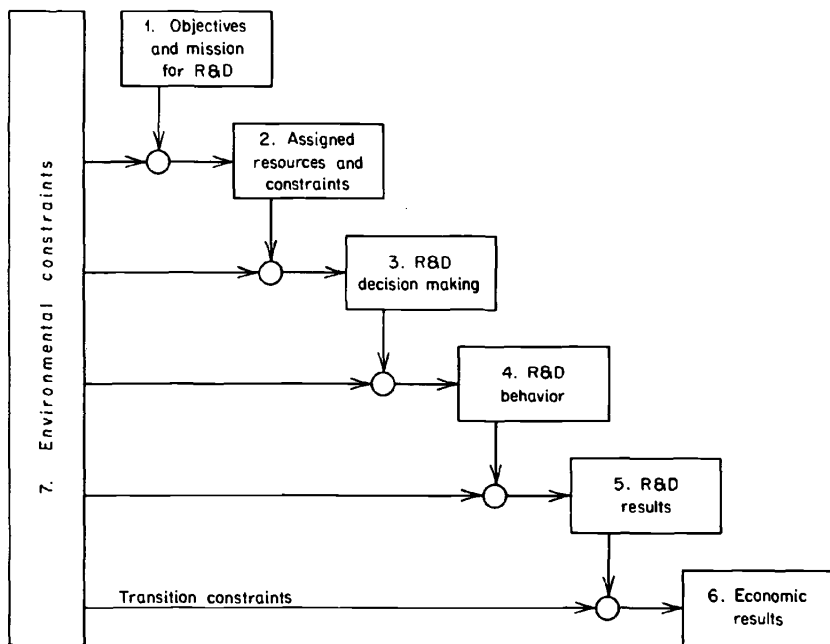 1. Objectives
and mission
for R&D
2. Assigned
resources and
constraints
3. R&D
decision making
4. R&D
behavior
5. R&D
results
6. Economic
results
7. Environmental constraints
Transition constraints